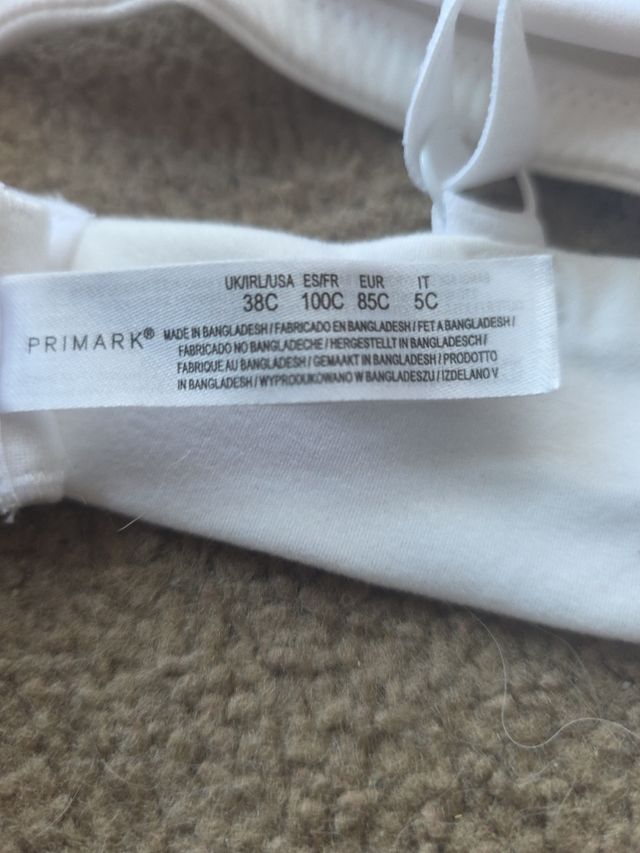 UK/IRL/USA ES/FR EUR IT
38C 100C 85C 5C
PRIMARK®
MADE IN BANGLADESH / FABRICADO EN BANGLADESH / FET A BANGLADESH /
FABRICADO NO BANGLADECHE / HERGESTELLT IN BANGLADESCH /
FABRIQUE AU BANGLADESH / GEMAAKT IN BANGLADESH / PRODOTTO
IN BANGLADESH / WYPRODUKOWANO W BANGLADESZU / IZDELANO V